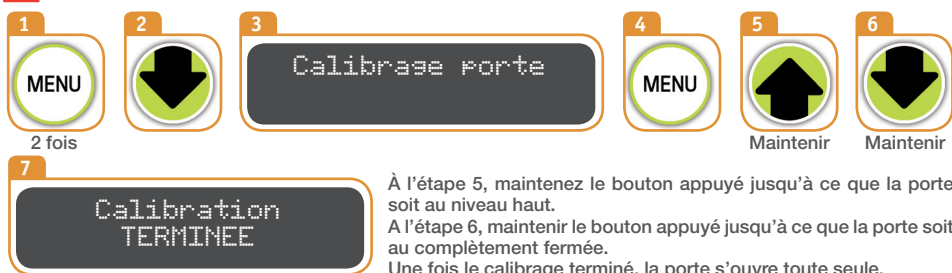 1
2
3
4
5
6
MENU
Calibrage porte
MENU
2 fois
Maintenir
Maintenir
7
Calibration
TERMINEE
À l'étape 5, maintenez le bouton appuyé jusqu'à ce que la porte
soit au niveau haut.
A l'étape 6, maintenir le bouton appuyé jusqu'à ce que la porte soit
au complètement fermée.
Une fois le calibrage terminé, la porte s'ouvre toute seule.